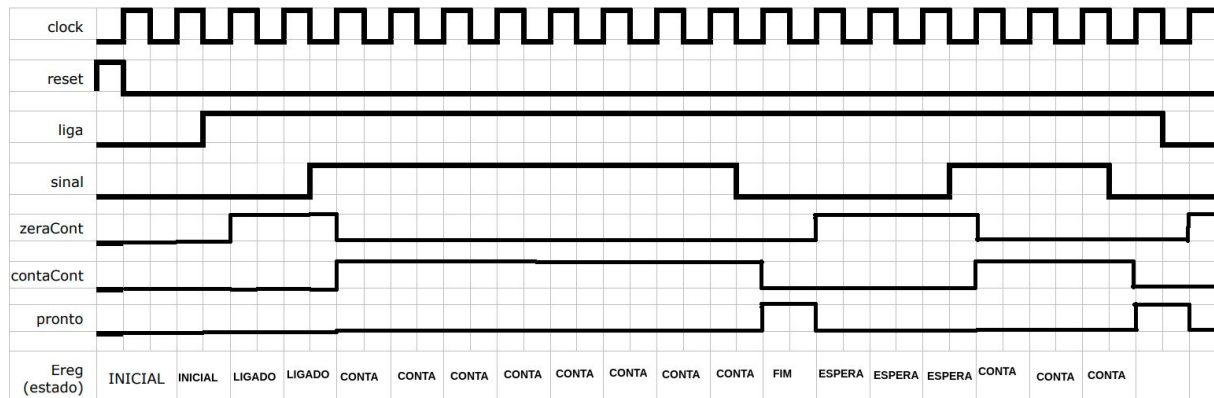 clock
reset
liga
sinal
zeraCont
contaCont
pronto
Ereg
(estado)
INICIAL INICIAL LIGADO LIGADO CONTA CONTA CONTA CONTA CONTA CONTA CONTA CONTA FIM ESPERA ESPERA ESPERA CONTA CONTA CONTA